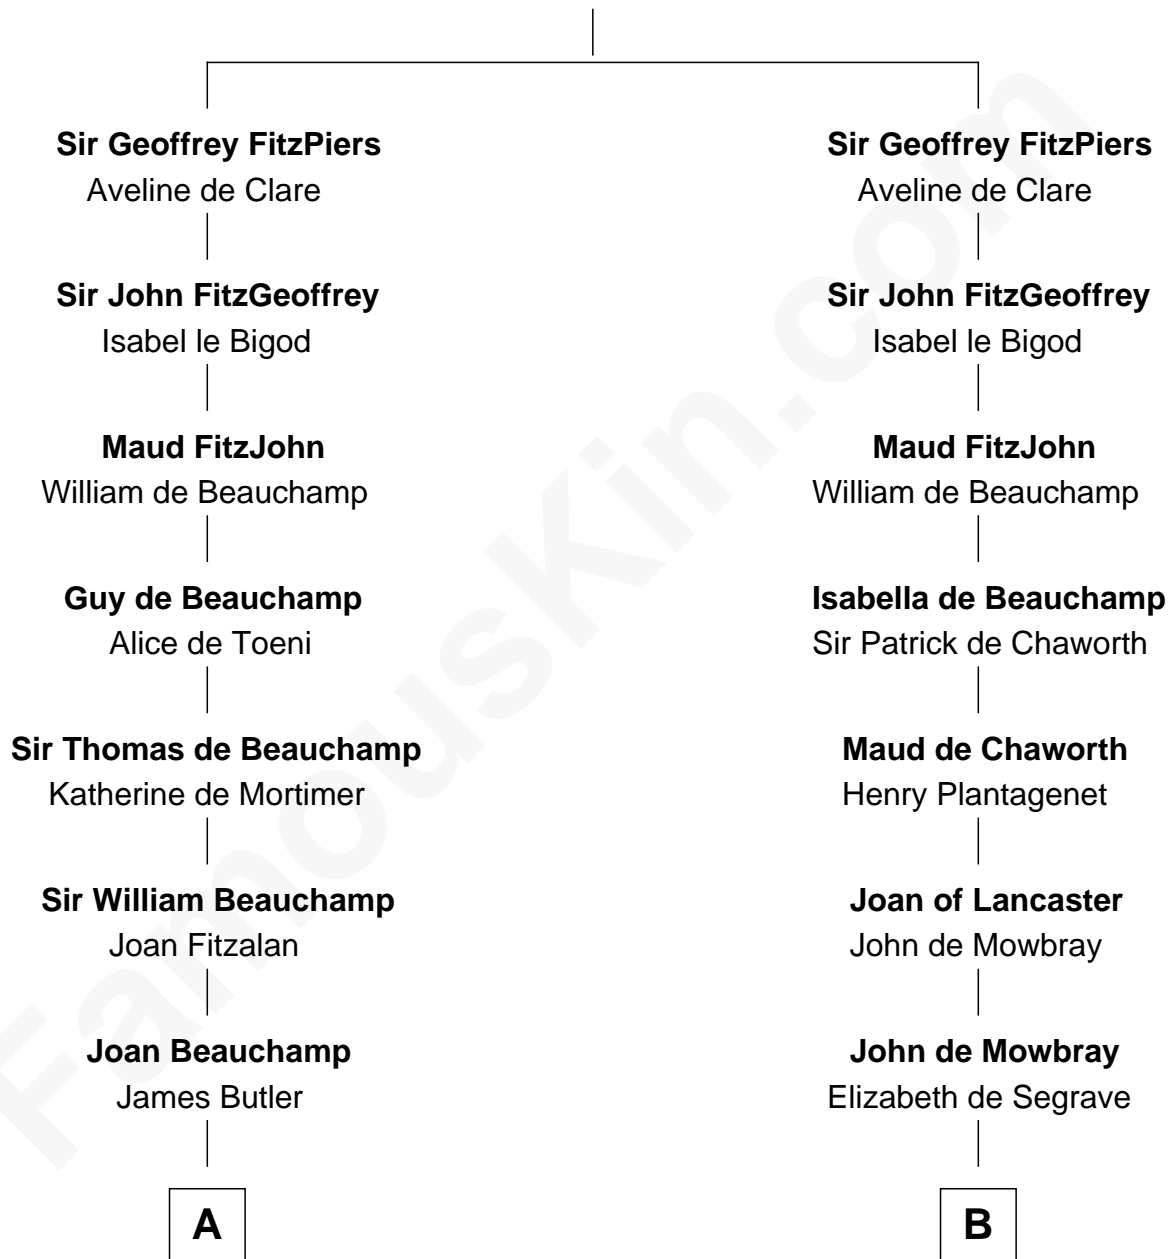 Sir Geoffrey FitzPiers
Aveline de Clare
Sir John FitzGeoffrey
Isabel le Bigod
Maud FitzJohn
William de Beauchamp
Guy de Beauchamp
Alice de Toeni
Sir Thomas de Beauchamp
Katherine de Mortimer
Sir William Beauchamp
Joan Fitzalan
Joan Beauchamp
James Butler
A
Sir Geoffrey FitzPiers
Aveline de Clare
Sir John FitzGeoffrey
Isabel le Bigod
Maud FitzJohn
William de Beauchamp
Isabella de Beauchamp
Sir Patrick de Chaworth
Maud de Chaworth
Henry Plantagenet
Joan of Lancaster
John de Mowbray
John de Mowbray
Elizabeth de Segrave
B
FamousKin.com